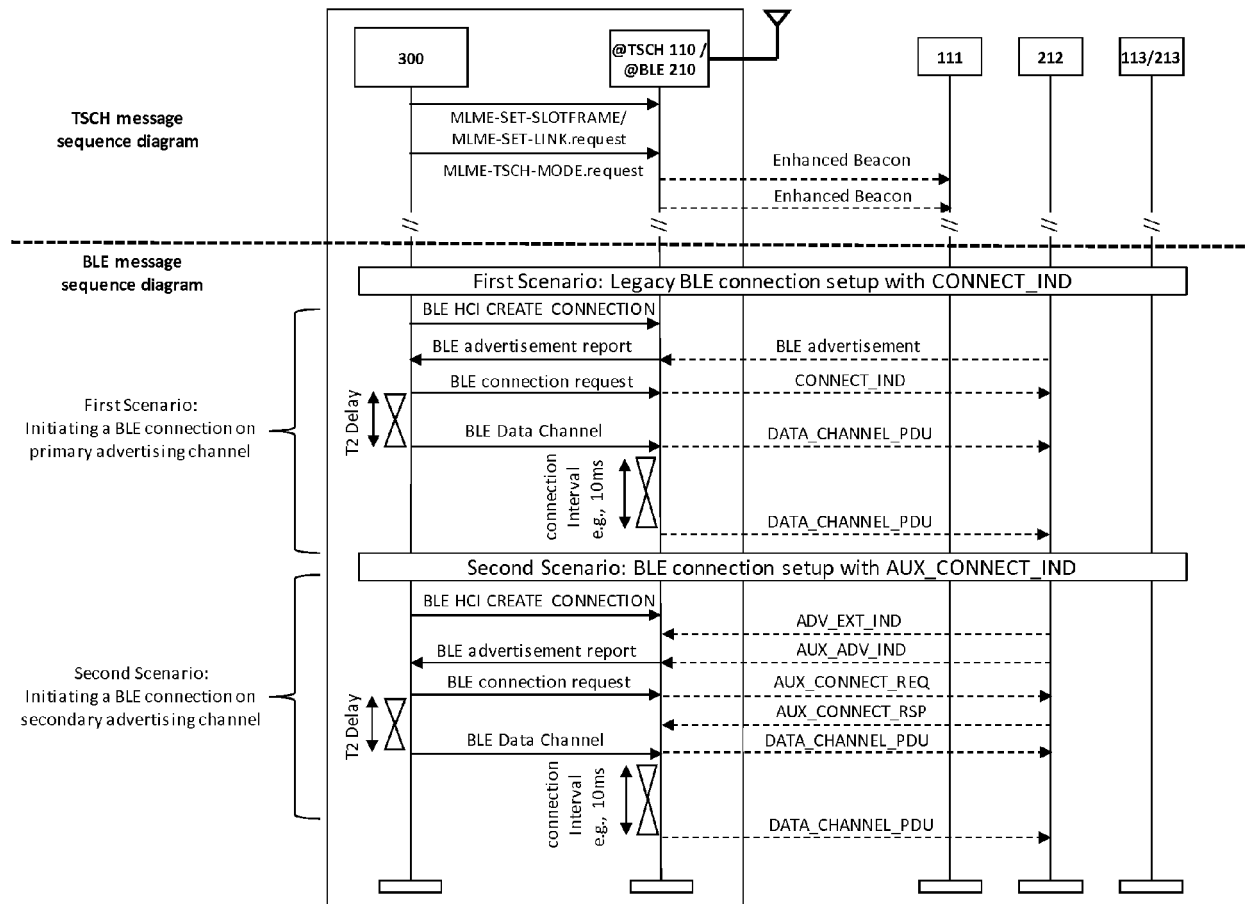 300
@TSCH 110 /
@BLE 210
111
212
113/213
TSCH message
sequence diagram
MLME-SET-SLOTFRAME/
MLME-SET-LINK.request
MLME-TSCH-MODE.request
Enhanced Beacon
Enhanced Beacon
BLE message
sequence diagram
First Scenario: Legacy BLE connection setup with CONNECT_IND
BLE HCI CREATE CONNECTION
BLE advertisement report
BLE advertisement
BLE connection request
CONNECT_IND
First Scenario:
Initiating a BLE connection on
primary advertising channel
T2 Delay
BLE Data Channel
DATA_CHANNEL_PDU
connection
Interval
e.g., 10ms
DATA_CHANNEL_PDU
Second Scenario: BLE connection setup with AUX_CONNECT_IND
BLE HCI CREATE CONNECTION
ADV_EXT_IND
BLE advertisement report
AUX_ADV_IND
BLE connection request
AUX_CONNECT_REQ
Second Scenario:
Initiating a BLE connection on
secondary advertising channel
T2 Delay
AUX_CONNECT_RSP
BLE Data Channel
DATA_CHANNEL_PDU
connection
Interval
e.g., 10ms
DATA_CHANNEL_PDU